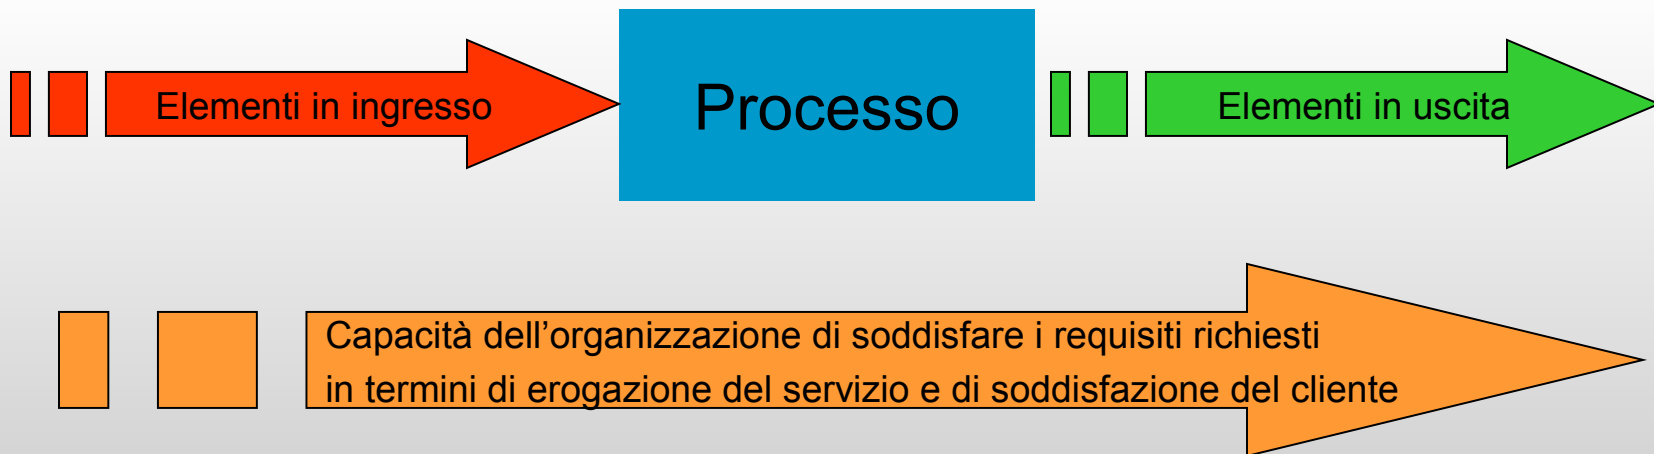 Elementi in ingresso
Processo
Elementi in uscita
Capacità dell’organizzazione di soddisfare i requisiti richiesti
in termini di erogazione del servizio e di soddisfazione del cliente